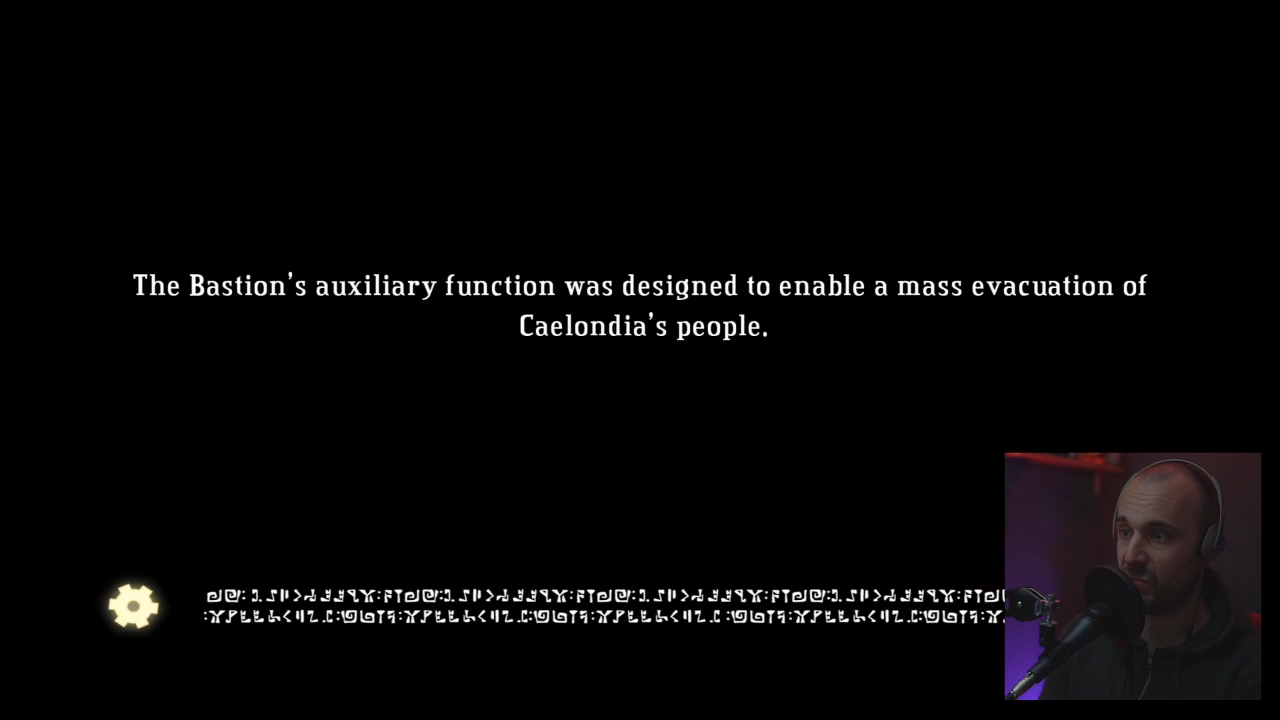 The Bastion's auxiliary function was designed to enable a mass evacuation of
Caelondia's people.